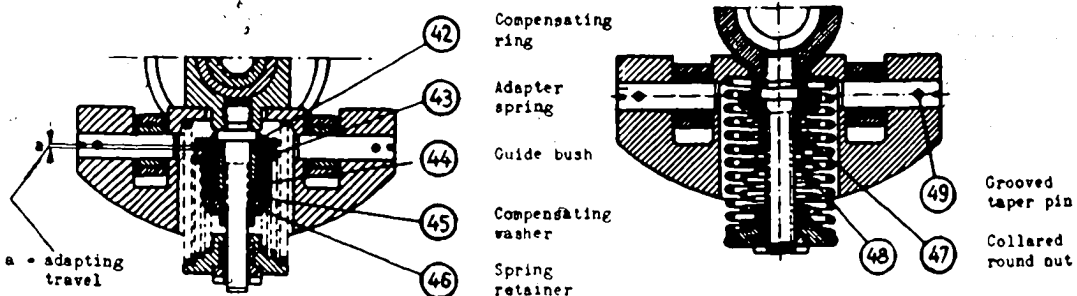 42
Compensating
ring
43
Adapter
spring
44
Guide bush
45
Compensating
washer
46
Spring
retainer
a
a = adapting
travel
49
Grooved
taper pin
48
47
Collared
round nut